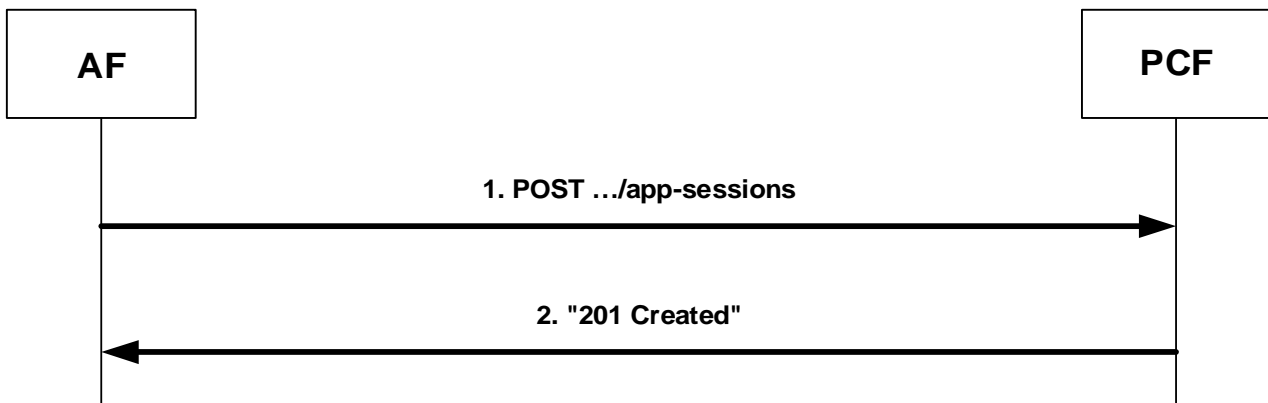 AF
PCF
1. POST …/app-sessions
2. "201 Created"